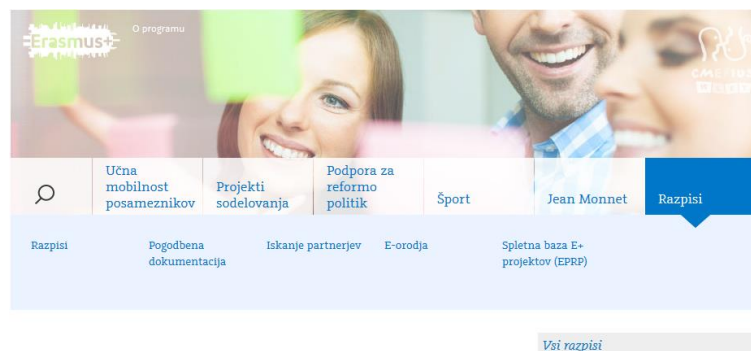 Erasmus+
O programu
CMEPIUS
Učna
mobilnost
posameznikov
Projekti
sodelovanja
Podpora za
reformo
politik
Šport
Jean Monnet
Razpisi
Razpisi
Pogodbena
dokumentacija
Iskanje partnerjev
E-orodja
Spletna baza E+
projektov (EPRP)
Vsi razpisi